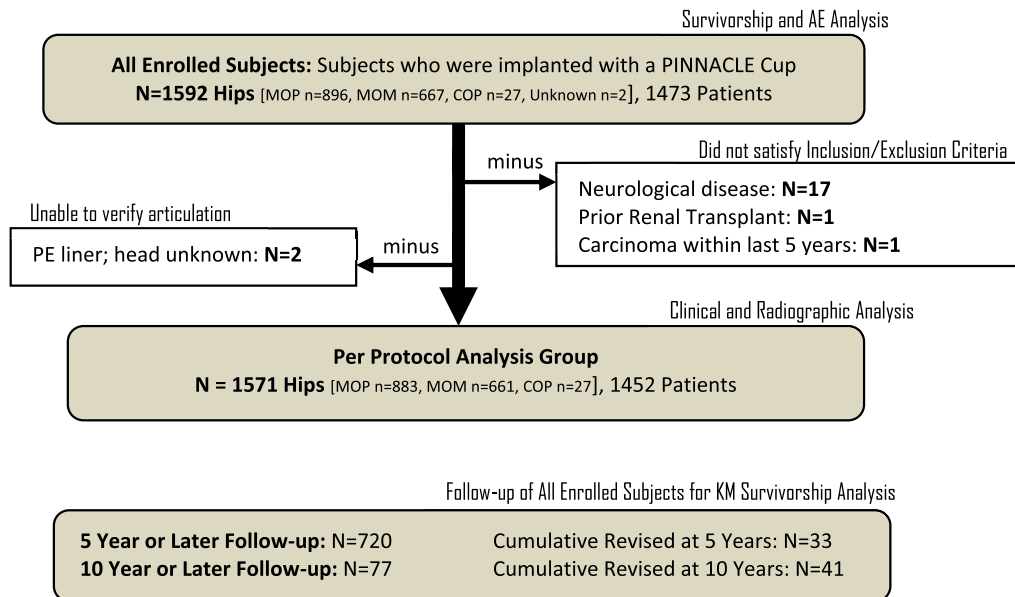 Survivorship and AE Analysis
All Enrolled Subjects: Subjects who were implanted with a PINNACLE Cup
N=1592 Hips [MOP n=896, MOM n=667, COP n=27, Unknown n=2], 1473 Patients
minus
Did not satisfy Inclusion/Exclusion Criteria
Neurological disease: N=17
Prior Renal Transplant: N=1
Carcinoma within last 5 years: N=1
Unable to verify articulation
PE liner; head unknown: N=2
minus
Clinical and Radiographic Analysis
Per Protocol Analysis Group
N = 1571 Hips [MOP n=883, MOM n=661, COP n=27], 1452 Patients
Follow-up of All Enrolled Subjects for KM Survivorship Analysis
5 Year or Later Follow-up: N=720
Cumulative Revised at 5 Years: N=33
10 Year or Later Follow-up: N=77
Cumulative Revised at 10 Years: N=41